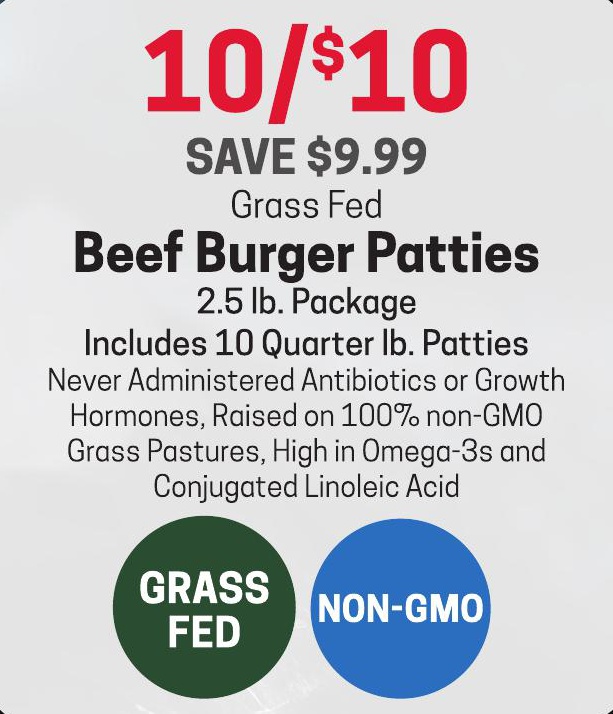 10/$10
SAVE $9.99
Grass Fed
Beef Burger Patties
2.5 lb. Package
Includes 10 Quarter lb. Patties
Never Administered Antibiotics or Growth
Hormones, Raised on 100% non-GMO
Grass Pastures, High in Omega-3s and
Conjugated Linoleic Acid
GRASS
FED
NON-GMO